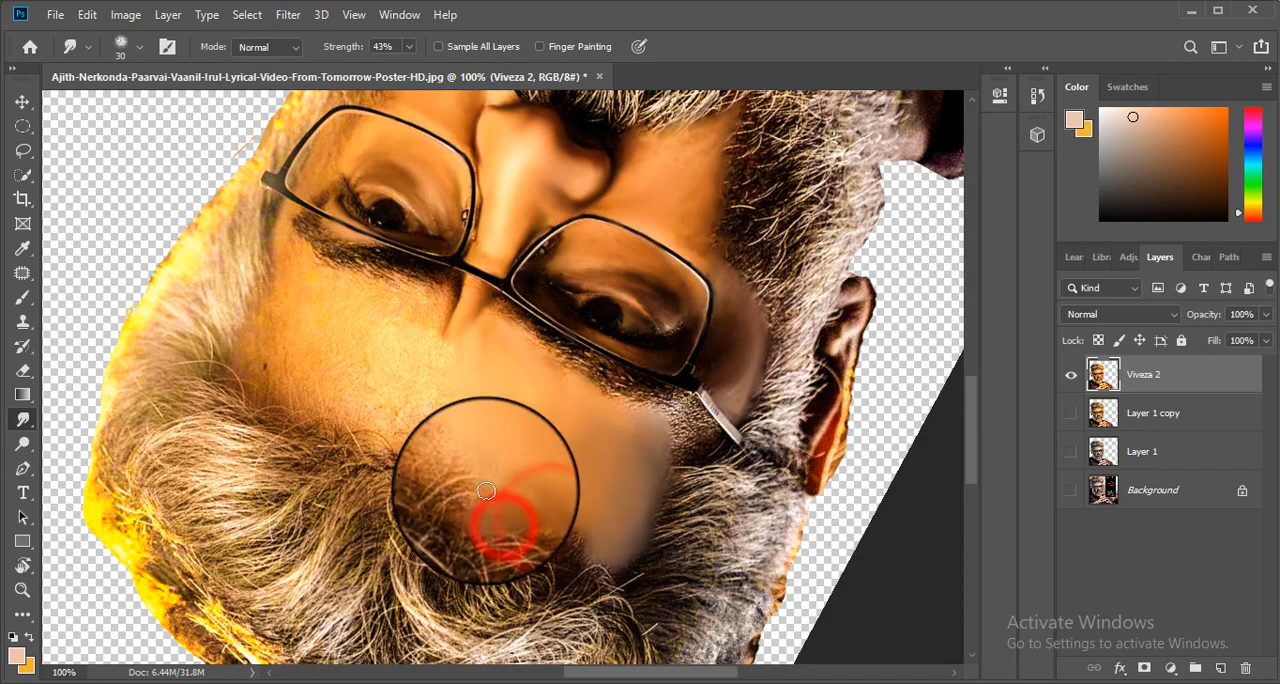 Ps File Edit Image Layer Type Select Filter 3D View Window Help
30 Mode: Normal Strength: 43% Sample All Layers Finger Painting
Ajith-Nerkonda-Paarvai-Vaanil-Irul-Lyrical-Video-From-Tomorrow-Poster-HD.jpg @ 100% (Viveza 2, RGB/8#) *
Color Swatches
Lear Libra Adju Layers Cha Path
Kind
Normal Opacity: 100%
Lock: Fill: 100%
Viveza 2
Layer 1 copy
Layer 1
Background
Activate Windows
Go to Settings to activate Windows.
100% Doc: 6.44M/31.8M